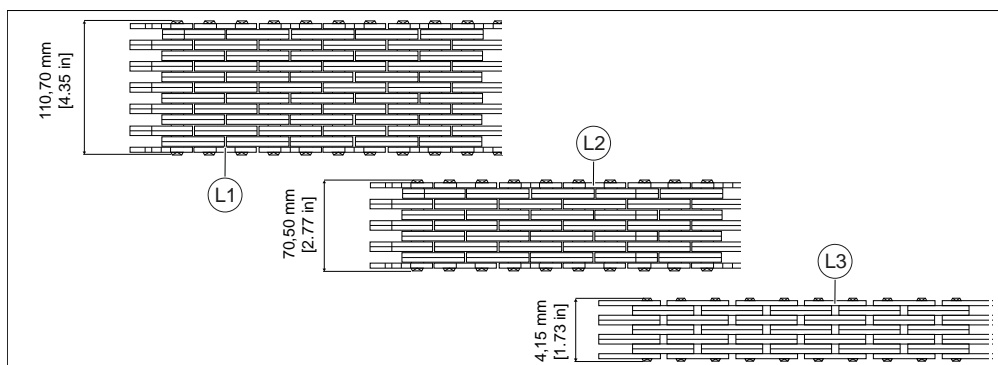 110,70 mm
[4.35 in]
L1
L2
70,50 mm
[2.77 in]
L3
4,15 mm
[1.73 in]